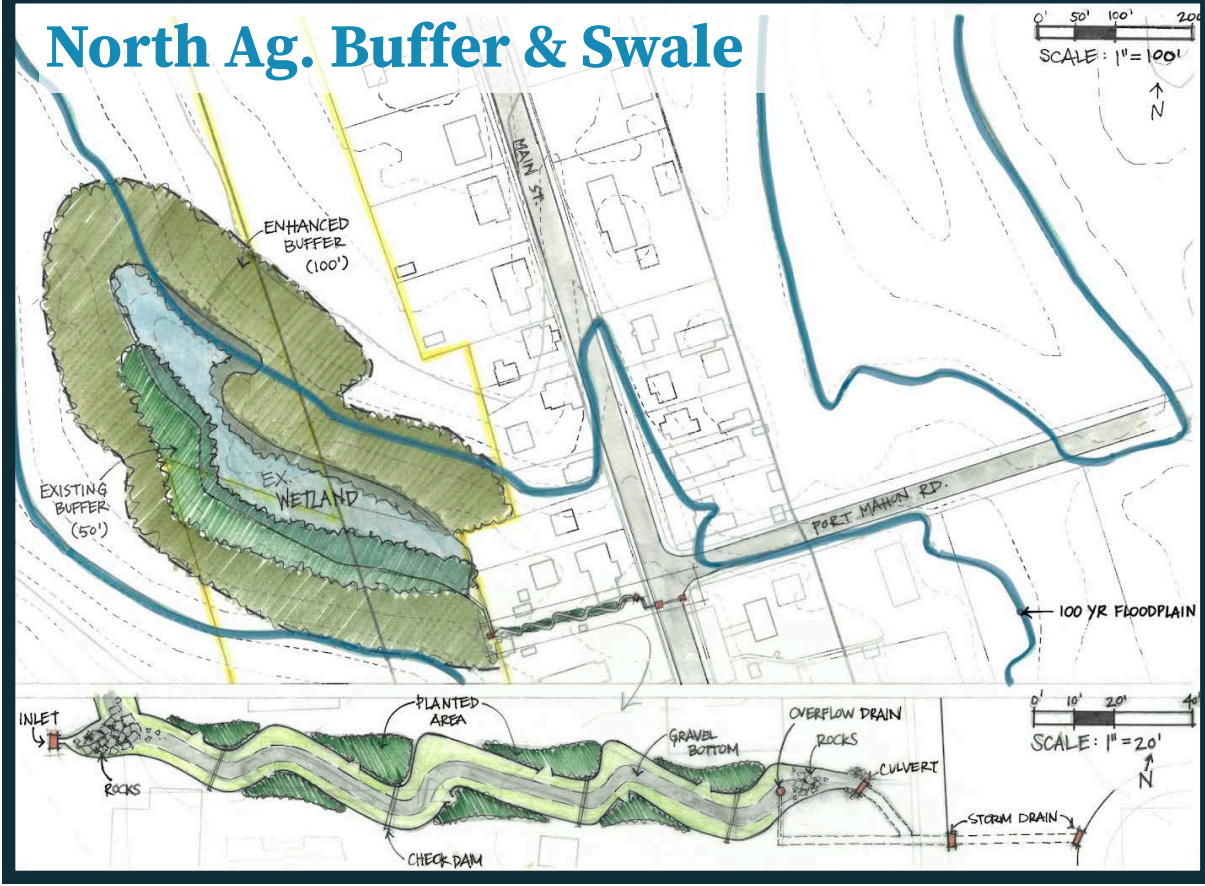 North Ag. Buffer & Swale
0' 50' 100' 200
SCALE: 1"=100'
N
MAIN ST.
ENHANCED
BUFFER
(100')
EX.
WETLAND
EXISTING
BUFFER
(50')
PORT MAHON RD.
100 YR FLOODPLAIN
INLET
ROCKS
PLANTED
AREA
CHECK DAM
GRAVEL
BOTTOM
OVERFLOW DRAIN
ROCKS
CULVERT
STORM DRAIN
0' 10' 20' 40'
SCALE: 1"=20'
N